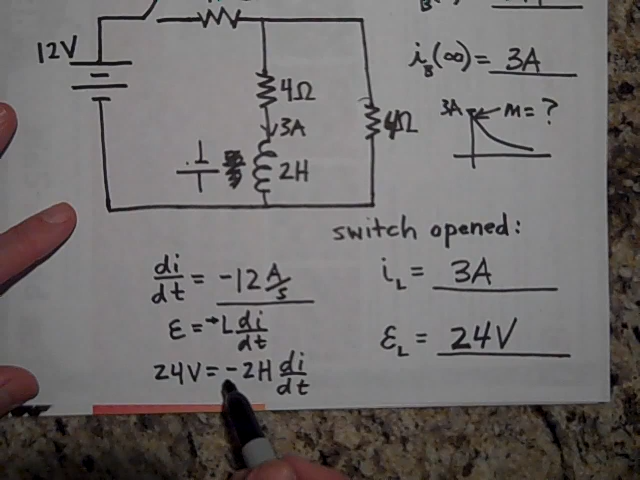 12V
4Ω
3A
2H
4Ω
i_B(∞) = 3A
3A
m = ?
switch opened:
i_L = 3A
ε_L = 24V
di/dt = -12 A/s
ε = -L di/dt
24V = -2H di/dt